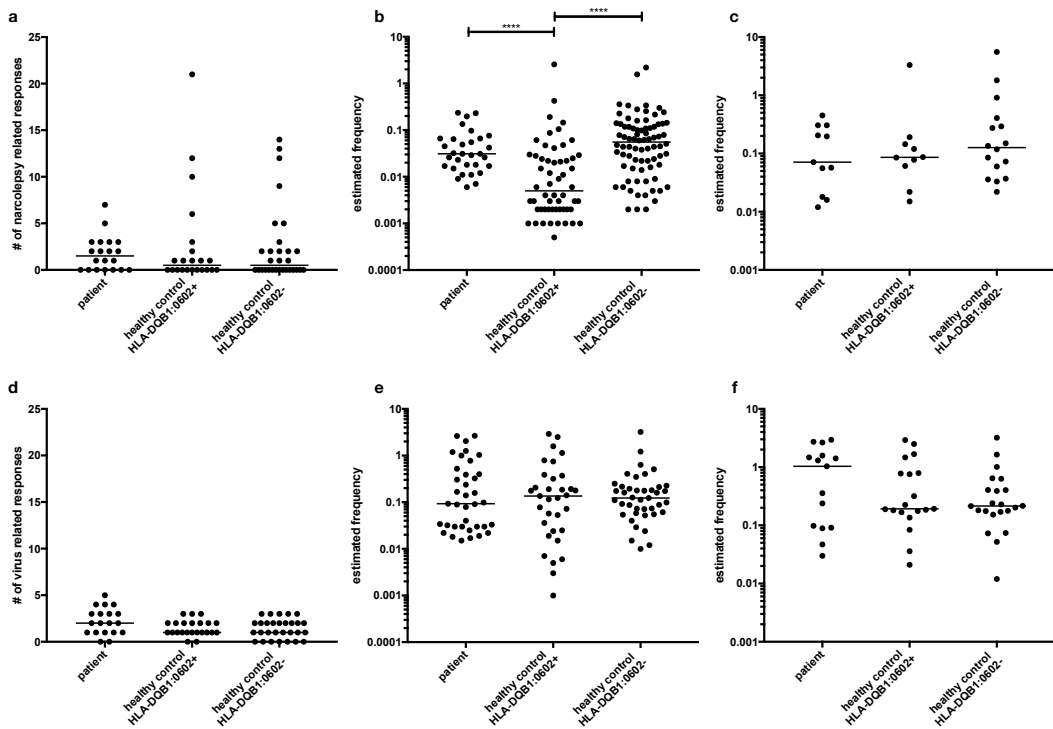 a
# of narcolepsy related responses
25
20
15
10
5
0
patient
healthy control
HLA-DQB1:0602+
healthy control
HLA-DQB1:0602-
b
****
****
estimated frequency
10
1
0.1
0.01
0.001
0.0001
patient
healthy control
HLA-DQB1:0602+
healthy control
HLA-DQB1:0602-
c
estimated frequency
10
1
0.1
0.01
0.001
patient
healthy control
HLA-DQB1:0602+
healthy control
HLA-DQB1:0602-
d
# of virus related responses
25
20
15
10
5
0
patient
healthy control
HLA-DQB1:0602+
healthy control
HLA-DQB1:0602-
e
estimated frequency
10
1
0.1
0.01
0.001
0.0001
patient
healthy control
HLA-DQB1:0602+
healthy control
HLA-DQB1:0602-
f
estimated frequency
10
1
0.1
0.01
0.001
patient
healthy control
HLA-DQB1:0602+
healthy control
HLA-DQB1:0602-